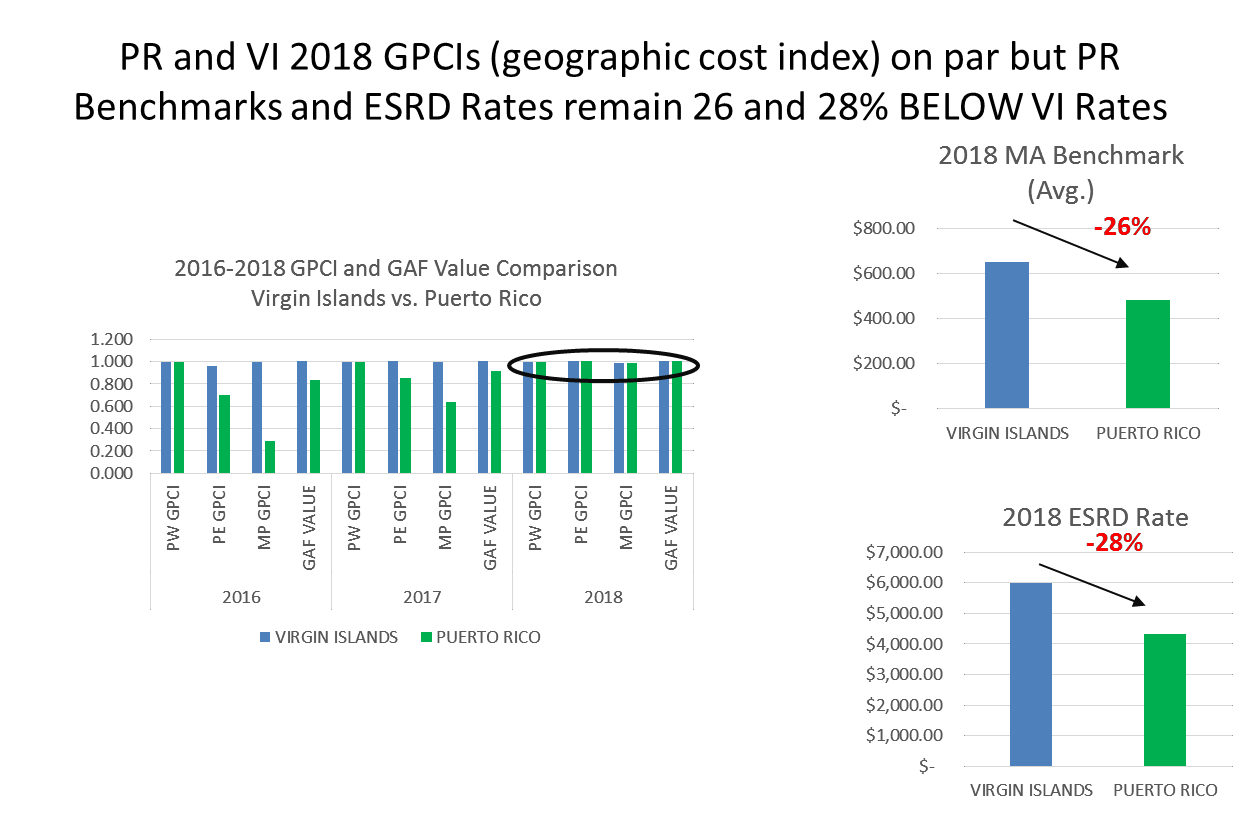 PR and VI 2018 GPCIs (geographic cost index) on par but PR
Benchmarks and ESRD Rates remain 26 and 28% BELOW VI Rates
2016-2018 GPCI and GAF Value Comparison
Virgin Islands vs. Puerto Rico
1.200
1.000
0.800
0.600
0.400
0.200
0.000
PW GPCI
PE GPCI
MP GPCI
GAF VALUE
PW GPCI
PE GPCI
MP GPCI
GAF VALUE
PW GPCI
PE GPCI
MP GPCI
GAF VALUE
2016 2017 2018
VIRGIN ISLANDS PUERTO RICO
2018 MA Benchmark
(Avg.)
-26%
$800.00
$600.00
$400.00
$200.00
$-
VIRGIN ISLANDS PUERTO RICO
2018 ESRD Rate
-28%
$7,000.00
$6,000.00
$5,000.00
$4,000.00
$3,000.00
$2,000.00
$1,000.00
$-
VIRGIN ISLANDS PUERTO RICO